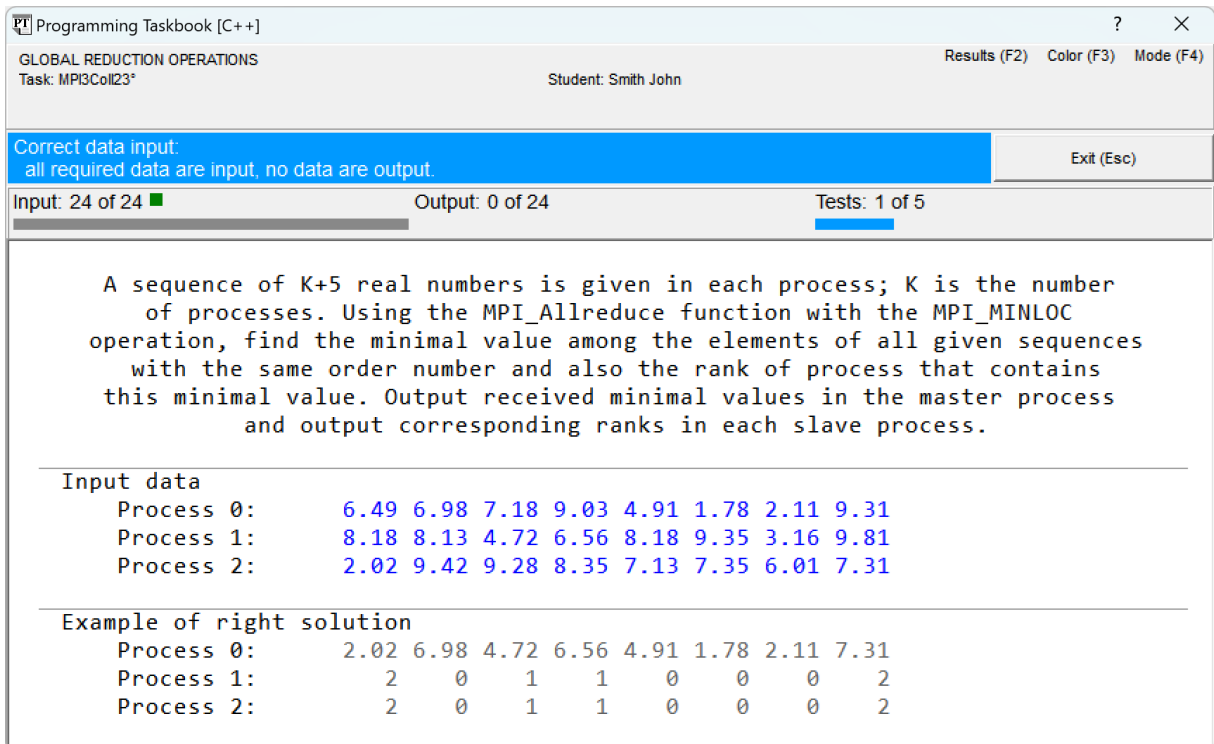 PT Programming Taskbook [C++] ? ×
GLOBAL REDUCTION OPERATIONS Results (F2) Color (F3) Mode (F4)
Task: MPI3Coll23° Student: Smith John
Correct data input:
all required data are input, no data are output.
Exit (Esc)
Input: 24 of 24 Output: 0 of 24 Tests: 1 of 5
A sequence of K+5 real numbers is given in each process; K is the number
of processes. Using the MPI_Allreduce function with the MPI_MINLOC
operation, find the minimal value among the elements of all given sequences
with the same order number and also the rank of process that contains
this minimal value. Output received minimal values in the master process
and output corresponding ranks in each slave process.
Input data
Process 0: 6.49 6.98 7.18 9.03 4.91 1.78 2.11 9.31
Process 1: 8.18 8.13 4.72 6.56 8.18 9.35 3.16 9.81
Process 2: 2.02 9.42 9.28 8.35 7.13 7.35 6.01 7.31
Example of right solution
Process 0: 2.02 6.98 4.72 6.56 4.91 1.78 2.11 7.31
Process 1: 2 0 1 1 0 0 0 2
Process 2: 2 0 1 1 0 0 0 2